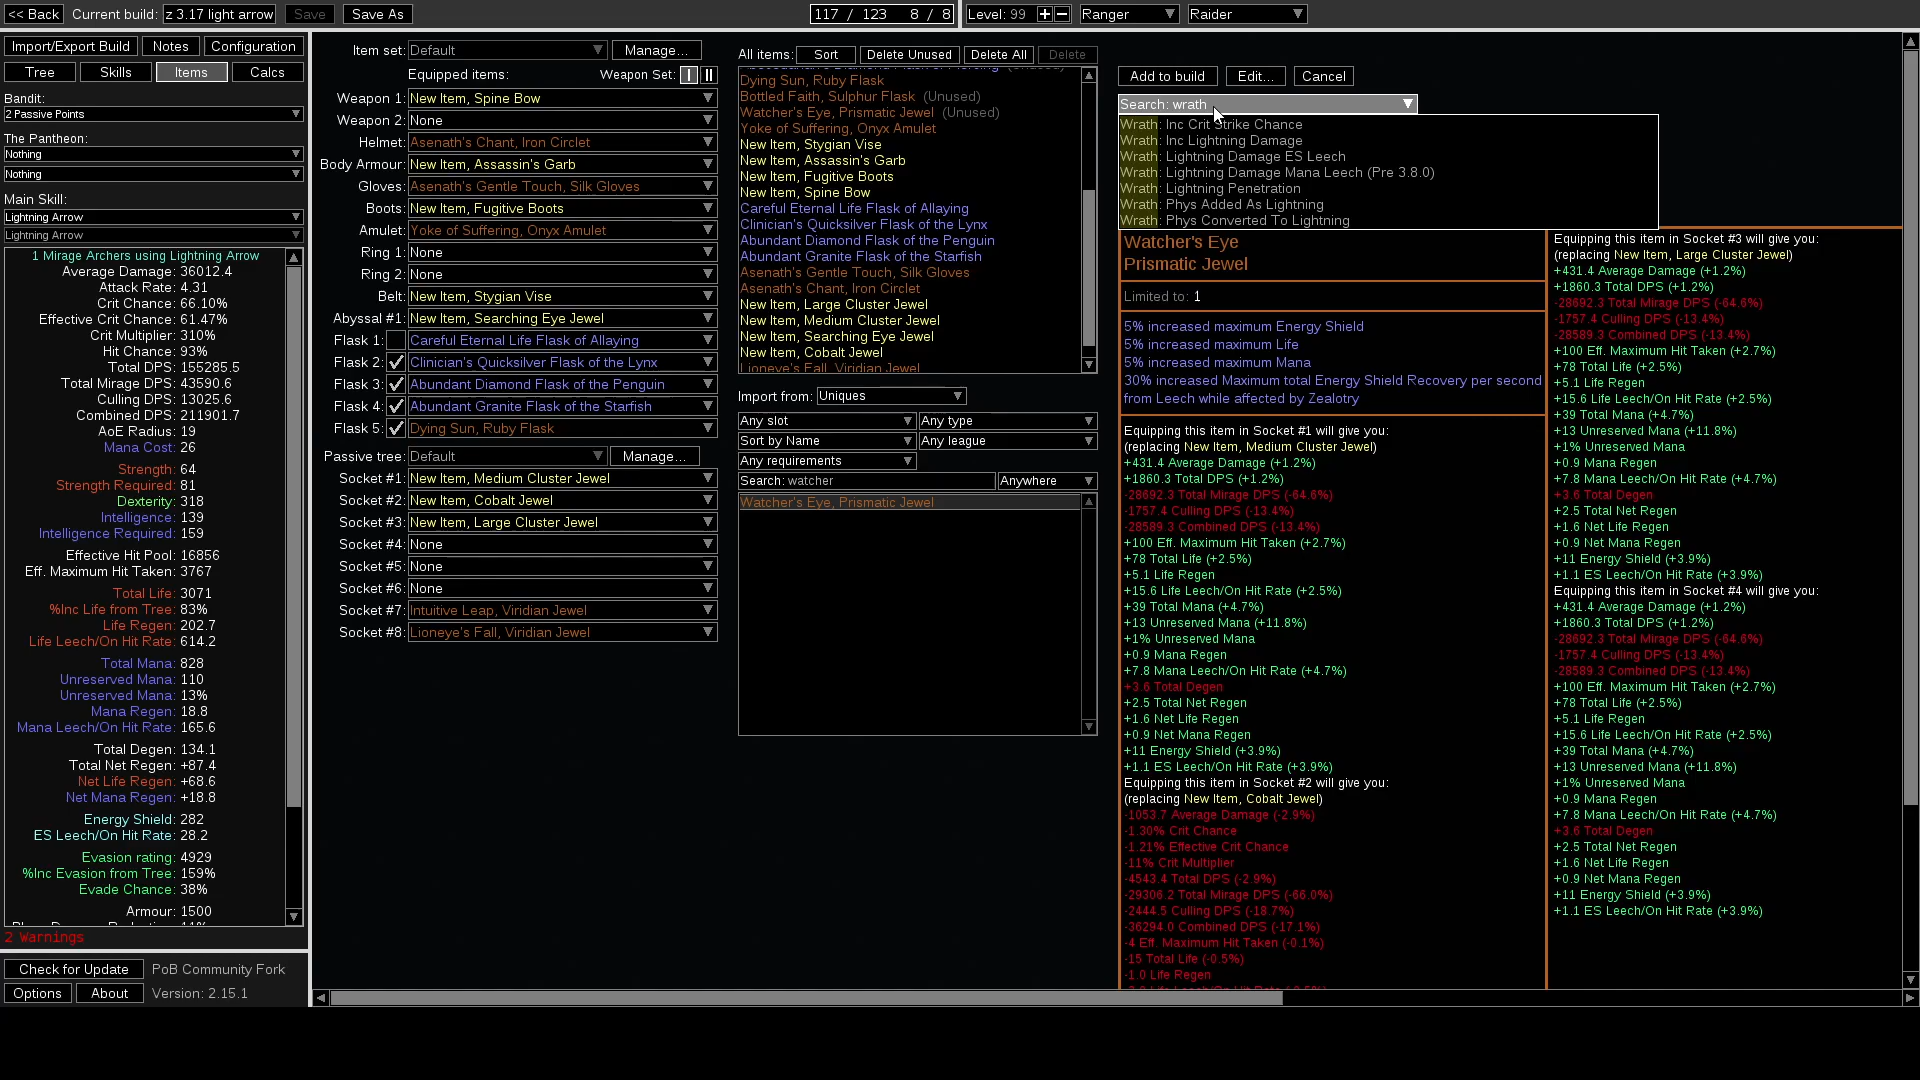 << Back Current build: z 3.17 light arrow Save Save As 117 / 123 8 / 8 Level: 99 + - Ranger Raider
Import/Export Build Notes Configuration
Tree Skills Items Calcs
Bandit:
2 Passive Points
The Pantheon:
Nothing
Nothing
Main Skill:
Lightning Arrow
Lightning Arrow
1 Mirage Archers using Lightning Arrow
Average Damage: 36012.4
Attack Rate: 4.31
Crit Chance: 66.10%
Effective Crit Chance: 61.47%
Crit Multiplier: 310%
Hit Chance: 93%
Total DPS: 155285.5
Total Mirage DPS: 43590.6
Culling DPS: 13025.6
Combined DPS: 211901.7
AoE Radius: 19
Mana Cost: 26
Strength: 64
Strength Required: 81
Dexterity: 318
Intelligence: 139
Intelligence Required: 159
Effective Hit Pool: 16856
Eff. Maximum Hit Taken: 3767
Total Life: 3071
%Inc Life from Tree: 83%
Life Regen: 202.7
Life Leech/On Hit Rate: 614.2
Total Mana: 828
Unreserved Mana: 110
Unreserved Mana: 13%
Mana Regen: 18.8
Mana Leech/On Hit Rate: 165.6
Total Degen: 134.1
Total Net Regen: +87.4
Net Life Regen: +68.6
Net Mana Regen: +18.8
Energy Shield: 282
ES Leech/On Hit Rate: 28.2
Evasion rating: 4929
%Inc Evasion from Tree: 159%
Evade Chance: 38%
Armour: 1500
2 Warnings
Check for Update PoB Community Fork
Options About Version: 2.15.1
Item set: Default Manage...
Equipped items: Weapon Set: I II
Weapon 1: New Item, Spine Bow
Weapon 2: None
Helmet: Asenath's Chant, Iron Circlet
Body Armour: New Item, Assassin's Garb
Gloves: Asenath's Gentle Touch, Silk Gloves
Boots: New Item, Fugitive Boots
Amulet: Yoke of Suffering, Onyx Amulet
Ring 1: None
Ring 2: None
Belt: New Item, Stygian Vise
Abyssal #1: New Item, Searching Eye Jewel
Flask 1: Careful Eternal Life Flask of Allaying
Flask 2: Clinician's Quicksilver Flask of the Lynx
Flask 3: Abundant Diamond Flask of the Penguin
Flask 4: Abundant Granite Flask of the Starfish
Flask 5: Dying Sun, Ruby Flask
Passive tree: Default Manage...
Socket #1: New Item, Medium Cluster Jewel
Socket #2: New Item, Cobalt Jewel
Socket #3: New Item, Large Cluster Jewel
Socket #4: None
Socket #5: None
Socket #6: None
Socket #7: Intuitive Leap, Viridian Jewel
Socket #8: Lioneye's Fall, Viridian Jewel
All items: Sort Delete Unused Delete All Delete
Dying Sun, Ruby Flask
Bottled Faith, Sulphur Flask (Unused)
Watcher's Eye, Prismatic Jewel (Unused)
Yoke of Suffering, Onyx Amulet
New Item, Stygian Vise
New Item, Assassin's Garb
New Item, Fugitive Boots
New Item, Spine Bow
Careful Eternal Life Flask of Allaying
Clinician's Quicksilver Flask of the Lynx
Abundant Diamond Flask of the Penguin
Abundant Granite Flask of the Starfish
Asenath's Gentle Touch, Silk Gloves
Asenath's Chant, Iron Circlet
New Item, Large Cluster Jewel
New Item, Medium Cluster Jewel
New Item, Searching Eye Jewel
New Item, Cobalt Jewel
Lioneye's Fall, Viridian Jewel
Import from: Uniques
Any slot Any type
Sort by Name Any league
Any requirements
Search: watcher Anywhere
Watcher's Eye, Prismatic Jewel
Add to build Edit... Cancel
Search: wrath
Wrath: Inc Crit Strike Chance
Wrath: Inc Lightning Damage
Wrath: Lightning Damage ES Leech
Wrath: Lightning Damage Mana Leech (Pre 3.8.0)
Wrath: Lightning Penetration
Wrath: Phys Added As Lightning
Wrath: Phys Converted To Lightning
Watcher's Eye
Prismatic Jewel
Limited to: 1
5% increased maximum Energy Shield
5% increased maximum Life
5% increased maximum Mana
30% increased Maximum total Energy Shield Recovery per second
from Leech while affected by Zealotry
Equipping this item in Socket #1 will give you:
(replacing New Item, Medium Cluster Jewel)
+431.4 Average Damage (+1.2%)
+1860.3 Total DPS (+1.2%)
-28692.3 Total Mirage DPS (-64.6%)
-1757.4 Culling DPS (-13.4%)
-28589.3 Combined DPS (-13.4%)
+100 Eff. Maximum Hit Taken (+2.7%)
+78 Total Life (+2.5%)
+5.1 Life Regen
+15.6 Life Leech/On Hit Rate (+2.5%)
+39 Total Mana (+4.7%)
+13 Unreserved Mana (+11.8%)
+1% Unreserved Mana
+0.9 Mana Regen
+7.8 Mana Leech/On Hit Rate (+4.7%)
+3.6 Total Degen
+2.5 Total Net Regen
+1.6 Net Life Regen
+0.9 Net Mana Regen
+11 Energy Shield (+3.9%)
+1.1 ES Leech/On Hit Rate (+3.9%)
Equipping this item in Socket #2 will give you:
(replacing New Item, Cobalt Jewel)
-1053.7 Average Damage (-2.9%)
-1.30% Crit Chance
-1.21% Effective Crit Chance
-11% Crit Multiplier
-4543.4 Total DPS (-2.9%)
-29306.2 Total Mirage DPS (-66.0%)
-2444.5 Culling DPS (-18.7%)
-36294.0 Combined DPS (-17.1%)
-4 Eff. Maximum Hit Taken (-0.1%)
-15 Total Life (-0.5%)
-1.0 Life Regen
Equipping this item in Socket #3 will give you:
(replacing New Item, Large Cluster Jewel)
+431.4 Average Damage (+1.2%)
+1860.3 Total DPS (+1.2%)
-28692.3 Total Mirage DPS (-64.6%)
-1757.4 Culling DPS (-13.4%)
-28589.3 Combined DPS (-13.4%)
+100 Eff. Maximum Hit Taken (+2.7%)
+78 Total Life (+2.5%)
+5.1 Life Regen
+15.6 Life Leech/On Hit Rate (+2.5%)
+39 Total Mana (+4.7%)
+13 Unreserved Mana (+11.8%)
+1% Unreserved Mana
+0.9 Mana Regen
+7.8 Mana Leech/On Hit Rate (+4.7%)
+3.6 Total Degen
+2.5 Total Net Regen
+1.6 Net Life Regen
+0.9 Net Mana Regen
+11 Energy Shield (+3.9%)
+1.1 ES Leech/On Hit Rate (+3.9%)
Equipping this item in Socket #4 will give you:
+431.4 Average Damage (+1.2%)
+1860.3 Total DPS (+1.2%)
-28692.3 Total Mirage DPS (-64.6%)
-1757.4 Culling DPS (-13.4%)
-28589.3 Combined DPS (-13.4%)
+100 Eff. Maximum Hit Taken (+2.7%)
+78 Total Life (+2.5%)
+5.1 Life Regen
+15.6 Life Leech/On Hit Rate (+2.5%)
+39 Total Mana (+4.7%)
+13 Unreserved Mana (+11.8%)
+1% Unreserved Mana
+0.9 Mana Regen
+7.8 Mana Leech/On Hit Rate (+4.7%)
+3.6 Total Degen
+2.5 Total Net Regen
+1.6 Net Life Regen
+0.9 Net Mana Regen
+11 Energy Shield (+3.9%)
+1.1 ES Leech/On Hit Rate (+3.9%)